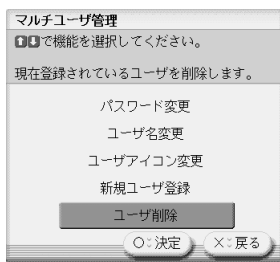 マルチユーザ管理
⬆⬇で機能を選択してください。
現在登録されているユーザを削除します。
パスワード変更
ユーザ名変更
ユーザアイコン変更
新規ユーザ登録
ユーザ削除
○:決定 ×:戻る